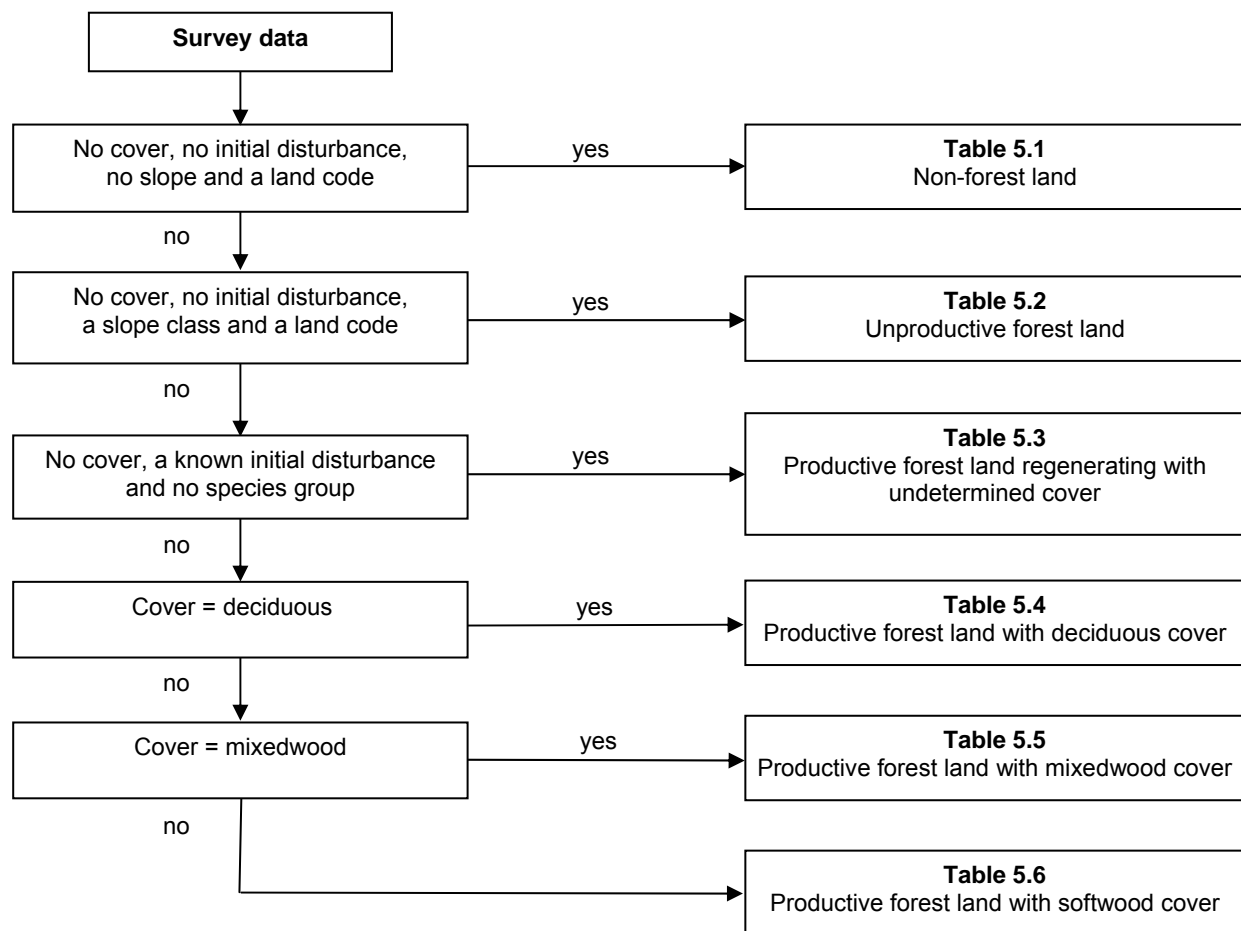 Survey data
No cover, no initial disturbance,
no slope and a land code
yes
Table 5.1
Non-forest land
no
No cover, no initial disturbance,
a slope class and a land code
yes
Table 5.2
Unproductive forest land
no
No cover, a known initial disturbance
and no species group
yes
Table 5.3
Productive forest land regenerating with
undetermined cover
no
Cover = deciduous
yes
Table 5.4
Productive forest land with deciduous cover
no
Cover = mixedwood
yes
Table 5.5
Productive forest land with mixedwood cover
no
Table 5.6
Productive forest land with softwood cover